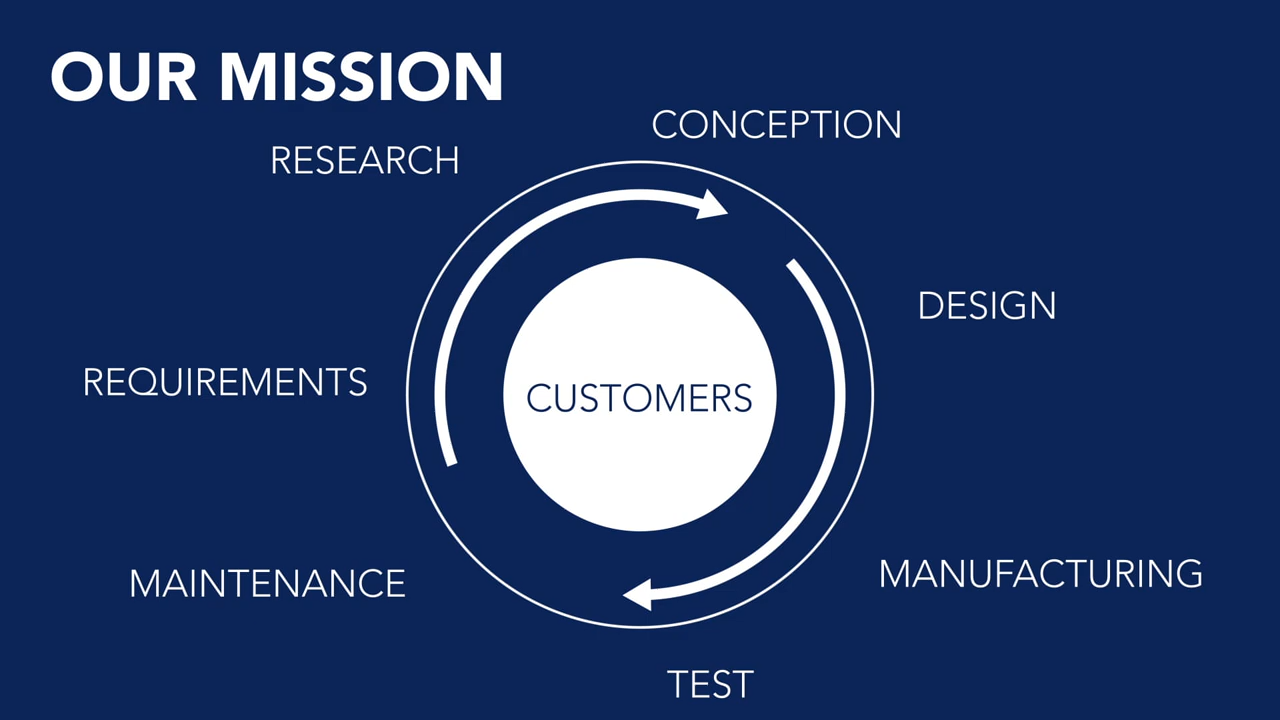 OUR MISSION
CONCEPTION
RESEARCH
DESIGN
REQUIREMENTS
CUSTOMERS
MANUFACTURING
MAINTENANCE
TEST